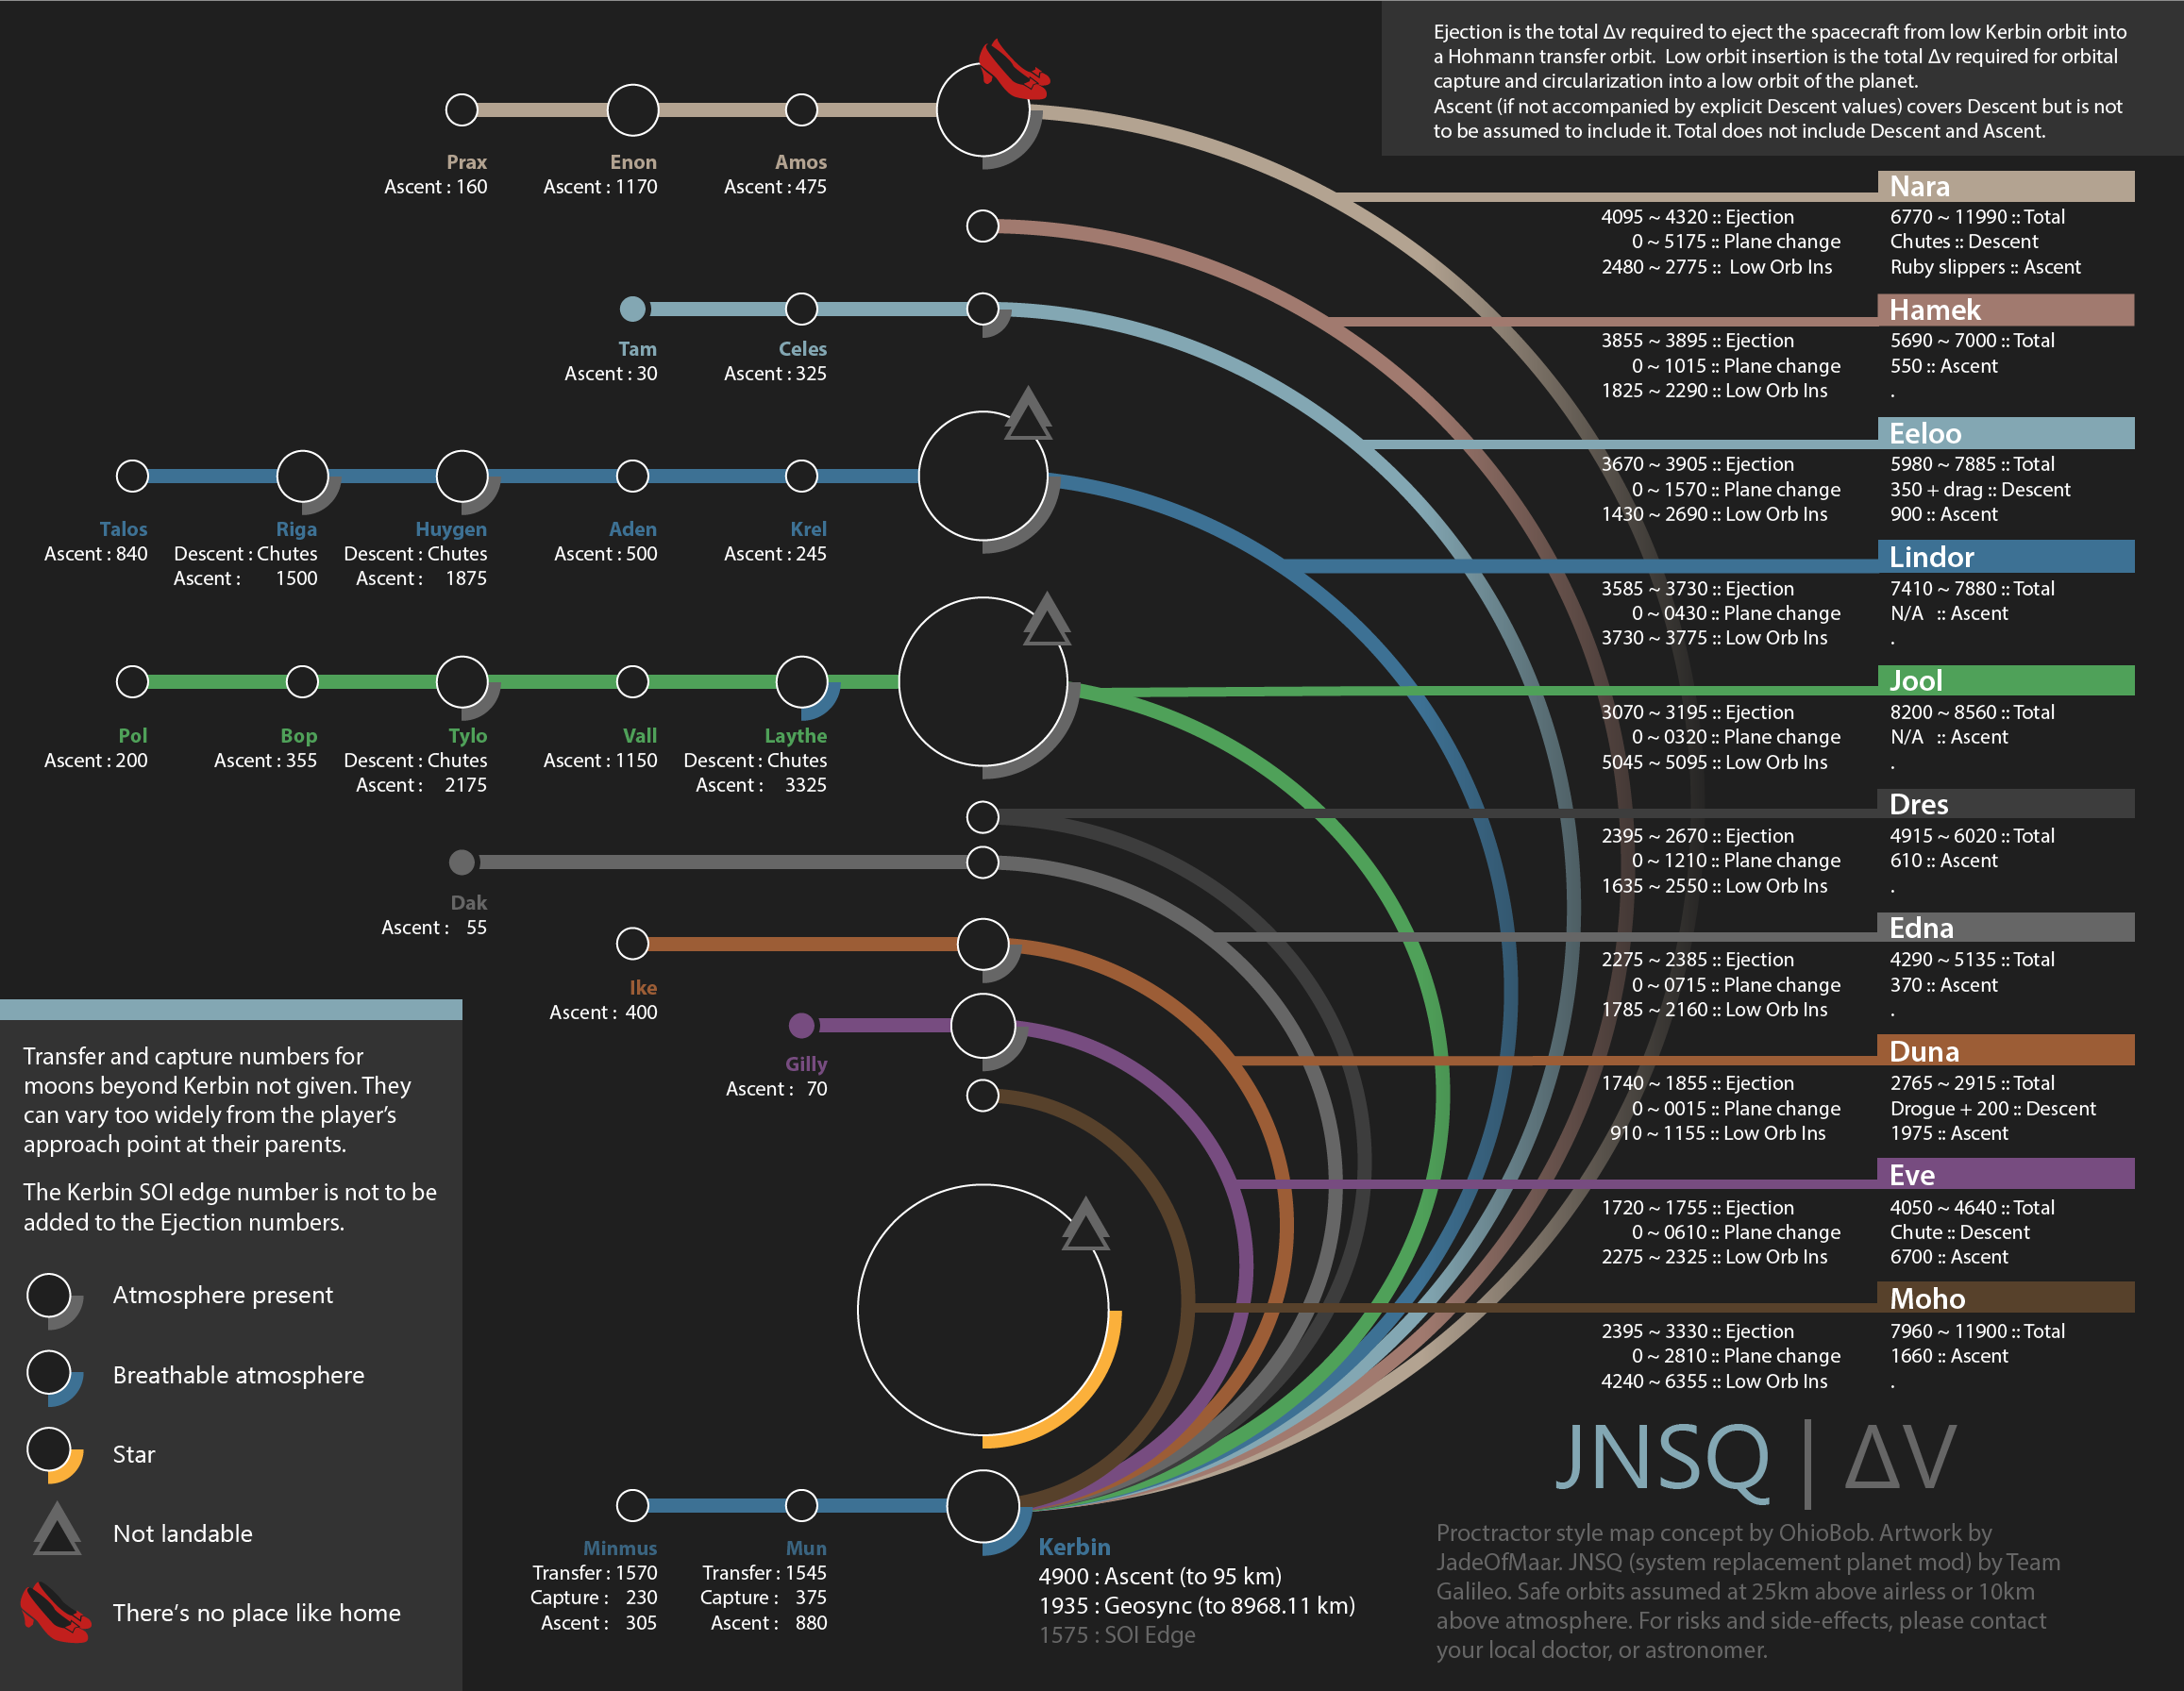 Ejection is the total Δv required to eject the spacecraft from low Kerbin orbit into
a Hohmann transfer orbit.  Low orbit insertion is the total Δv required for orbital
capture and circularization into a low orbit of the planet.
Ascent (if not accompanied by explicit Descent values) covers Descent but is not
to be assumed to include it. Total does not include Descent and Ascent.
Prax
Ascent : 160
Enon
Ascent : 1170
Amos
Ascent : 475
Nara
4095 ~ 4320 :: Ejection
0 ~ 5175 :: Plane change
2480 ~ 2775 ::  Low Orb Ins
6770 ~ 11990 :: Total
Chutes :: Descent
Ruby slippers :: Ascent
Hamek
3855 ~ 3895 :: Ejection
0 ~ 1015 :: Plane change
1825 ~ 2290 :: Low Orb Ins
5690 ~ 7000 :: Total
550 :: Ascent
.
Tam
Ascent : 30
Celes
Ascent : 325
Eeloo
3670 ~ 3905 :: Ejection
0 ~ 1570 :: Plane change
1430 ~ 2690 :: Low Orb Ins
5980 ~ 7885 :: Total
350 + drag :: Descent
900 :: Ascent
Talos
Ascent : 840
Riga
Descent : Chutes
Ascent : 1500
Huygen
Descent : Chutes
Ascent : 1875
Aden
Ascent : 500
Krel
Ascent : 245
Lindor
3585 ~ 3730 :: Ejection
0 ~ 0430 :: Plane change
3730 ~ 3775 :: Low Orb Ins
7410 ~ 7880 :: Total
N/A :: Ascent
.
Pol
Ascent : 200
Bop
Ascent : 355
Tylo
Descent : Chutes
Ascent : 2175
Vall
Ascent : 1150
Laythe
Descent : Chutes
Ascent : 3325
Jool
3070 ~ 3195 :: Ejection
0 ~ 0320 :: Plane change
5045 ~ 5095 :: Low Orb Ins
8200 ~ 8560 :: Total
N/A :: Ascent
.
Dres
2395 ~ 2670 :: Ejection
0 ~ 1210 :: Plane change
1635 ~ 2550 :: Low Orb Ins
4915 ~ 6020 :: Total
610 :: Ascent
.
Dak
Ascent : 55
Edna
2275 ~ 2385 :: Ejection
0 ~ 0715 :: Plane change
1785 ~ 2160 :: Low Orb Ins
4290 ~ 5135 :: Total
370 :: Ascent
.
Ike
Ascent : 400
Duna
1740 ~ 1855 :: Ejection
0 ~ 0015 :: Plane change
910 ~ 1155 :: Low Orb Ins
2765 ~ 2915 :: Total
Drogue + 200 :: Descent
1975 :: Ascent
Gilly
Ascent : 70
Eve
1720 ~ 1755 :: Ejection
0 ~ 0610 :: Plane change
2275 ~ 2325 :: Low Orb Ins
4050 ~ 4640 :: Total
Chute :: Descent
6700 :: Ascent
Moho
2395 ~ 3330 :: Ejection
0 ~ 2810 :: Plane change
4240 ~ 6355 :: Low Orb Ins
7960 ~ 11900 :: Total
1660 :: Ascent
.
Transfer and capture numbers for
moons beyond Kerbin not given. They
can vary too widely from the player's
approach point at their parents.
The Kerbin SOI edge number is not to be
added to the Ejection numbers.
Atmosphere present
Breathable atmosphere
Star
Not landable
There's no place like home
Minmus
Transfer : 1570
Capture : 230
Ascent : 305
Mun
Transfer : 1545
Capture : 375
Ascent : 880
Kerbin
4900 : Ascent (to 95 km)
1935 : Geosync (to 8968.11 km)
1575 : SOI Edge
JNSQ | ΔV
Proctractor style map concept by OhioBob. Artwork by
JadeOfMaar. JNSQ (system replacement planet mod) by Team
Galileo. Safe orbits assumed at 25km above airless or 10km
above atmosphere. For risks and side-effects, please contact
your local doctor, or astronomer.